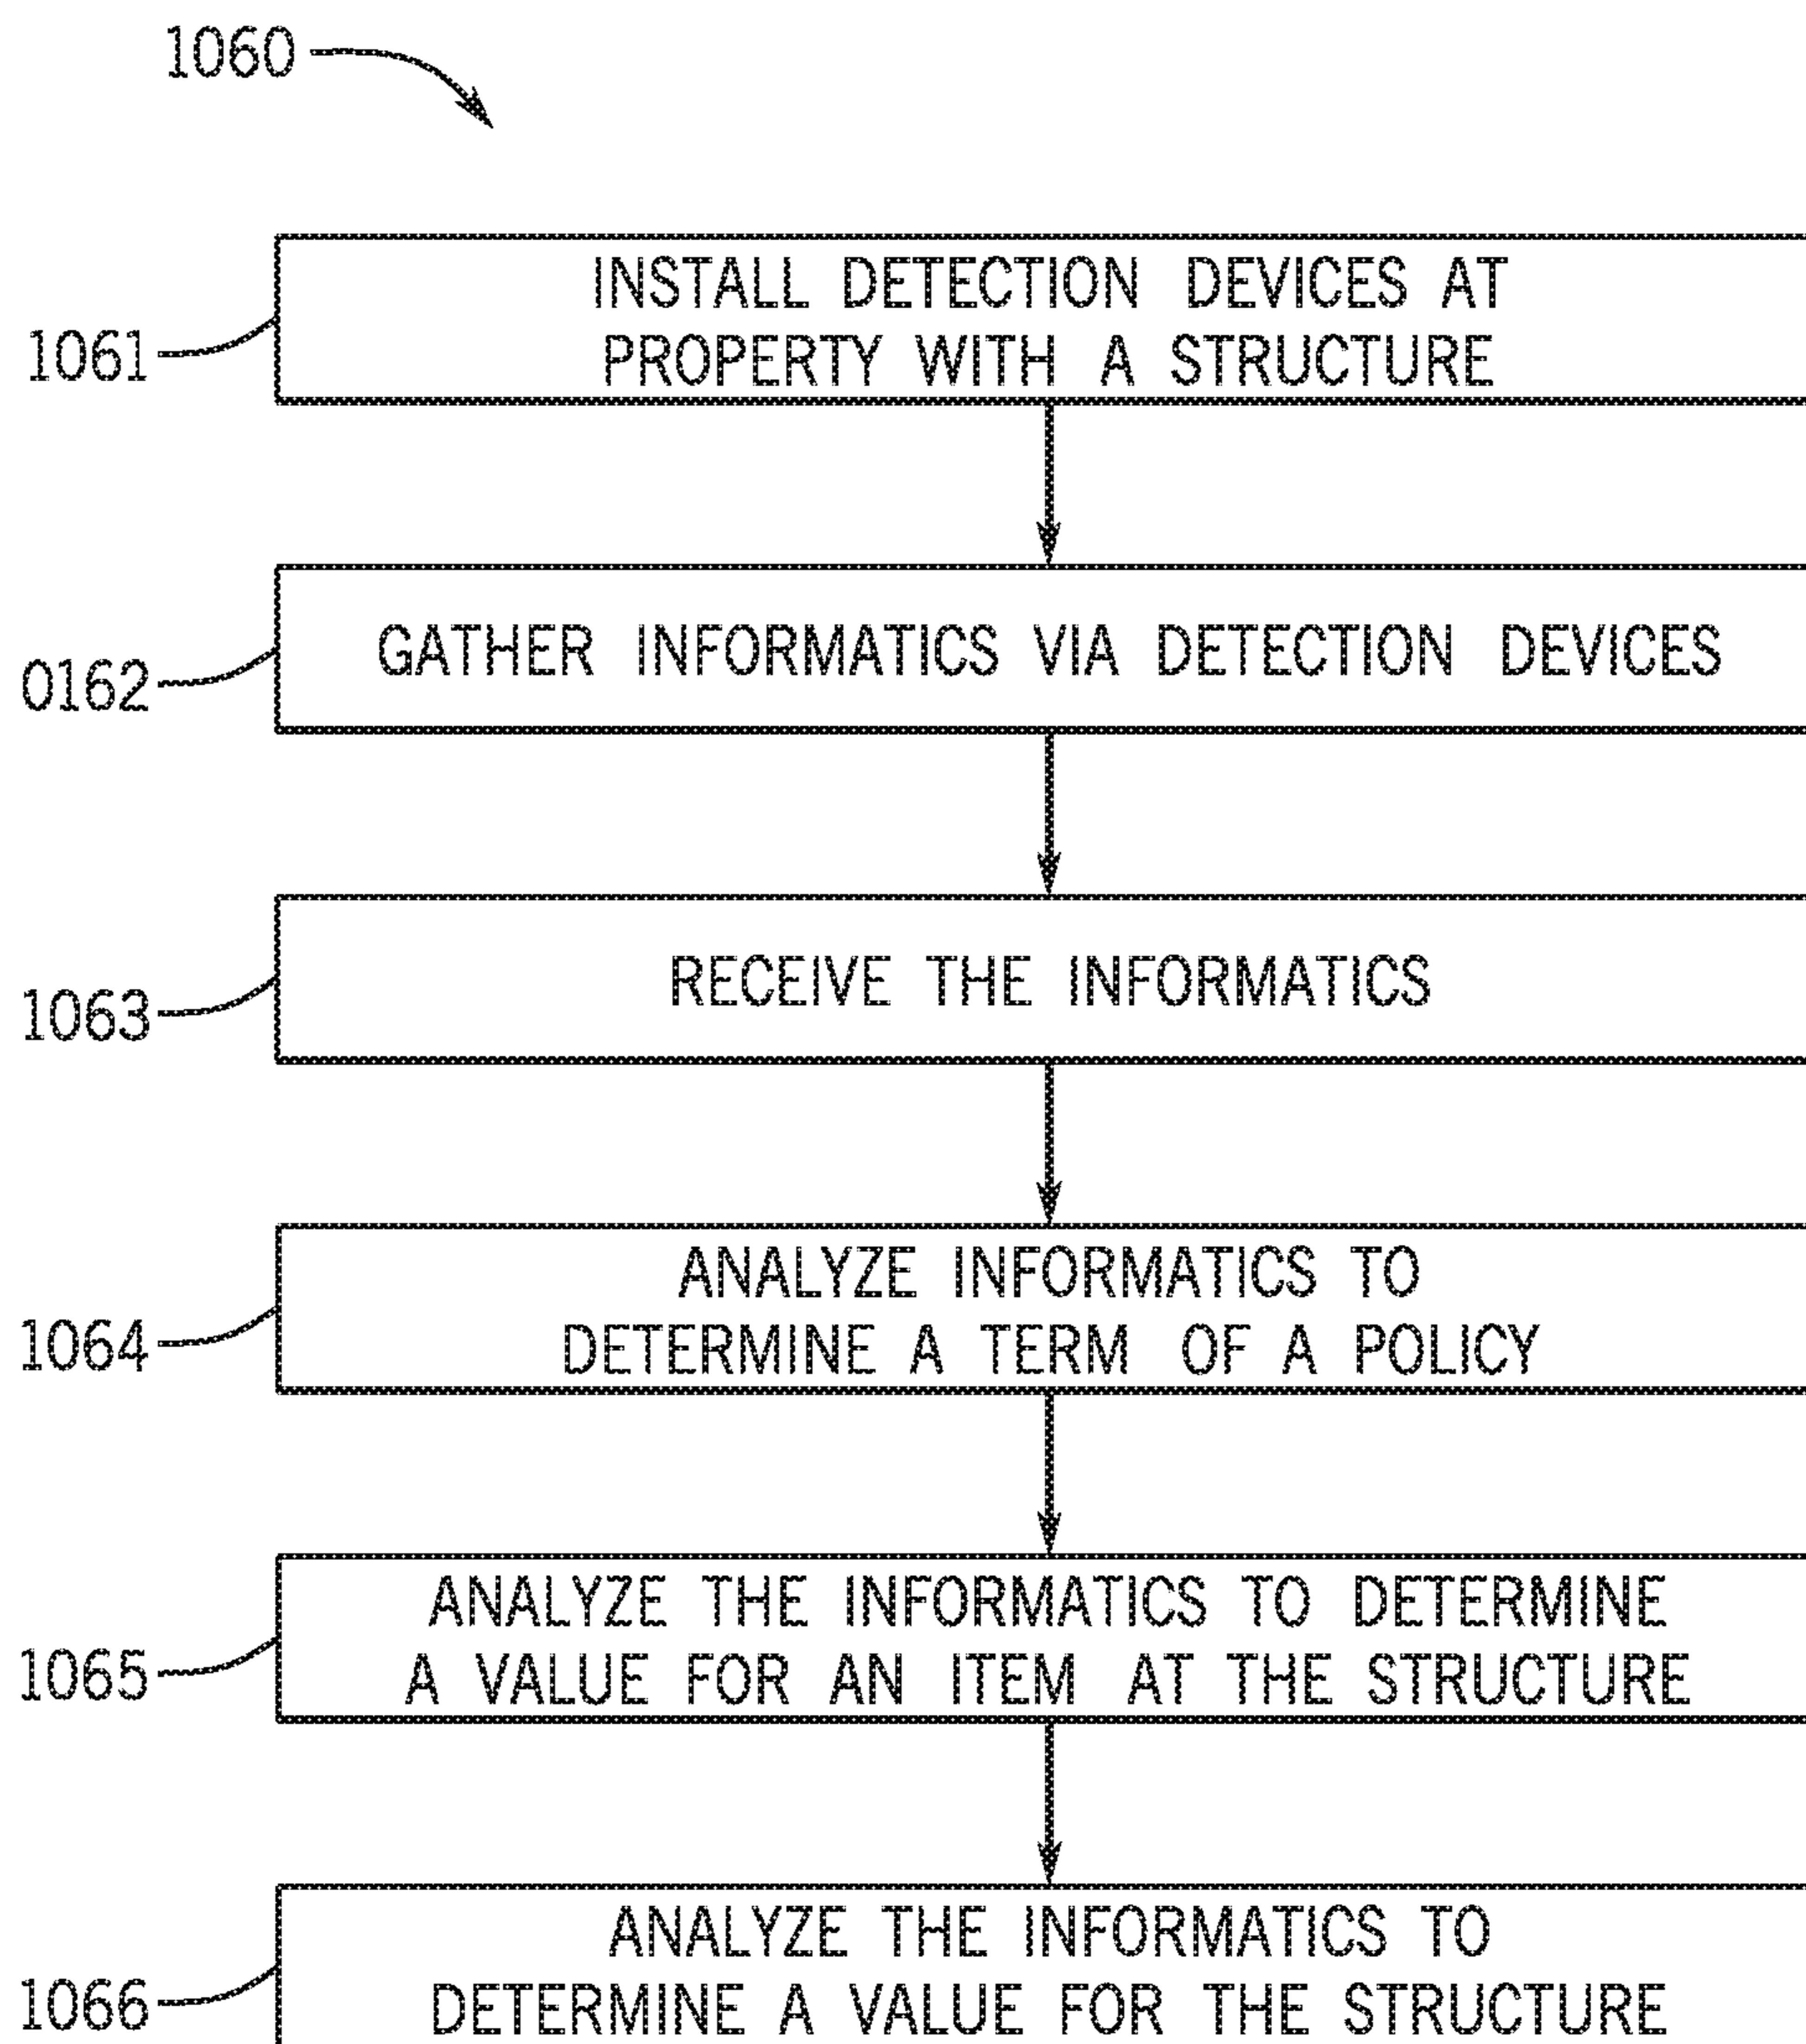 1060
INSTALL DETECTION DEVICES AT
PROPERTY WITH A STRUCTURE
1061
GATHER INFORMATICS VIA DETECTION DEVICES
0162
RECEIVE THE INFORMATICS
1063
ANALYZE INFORMATICS TO
DETERMINE A TERM OF A POLICY
1064
ANALYZE THE INFORMATICS TO DETERMINE
A VALUE FOR AN ITEM AT THE STRUCTURE
1065
ANALYZE THE INFORMATICS TO
DETERMINE A VALUE FOR THE STRUCTURE
1066